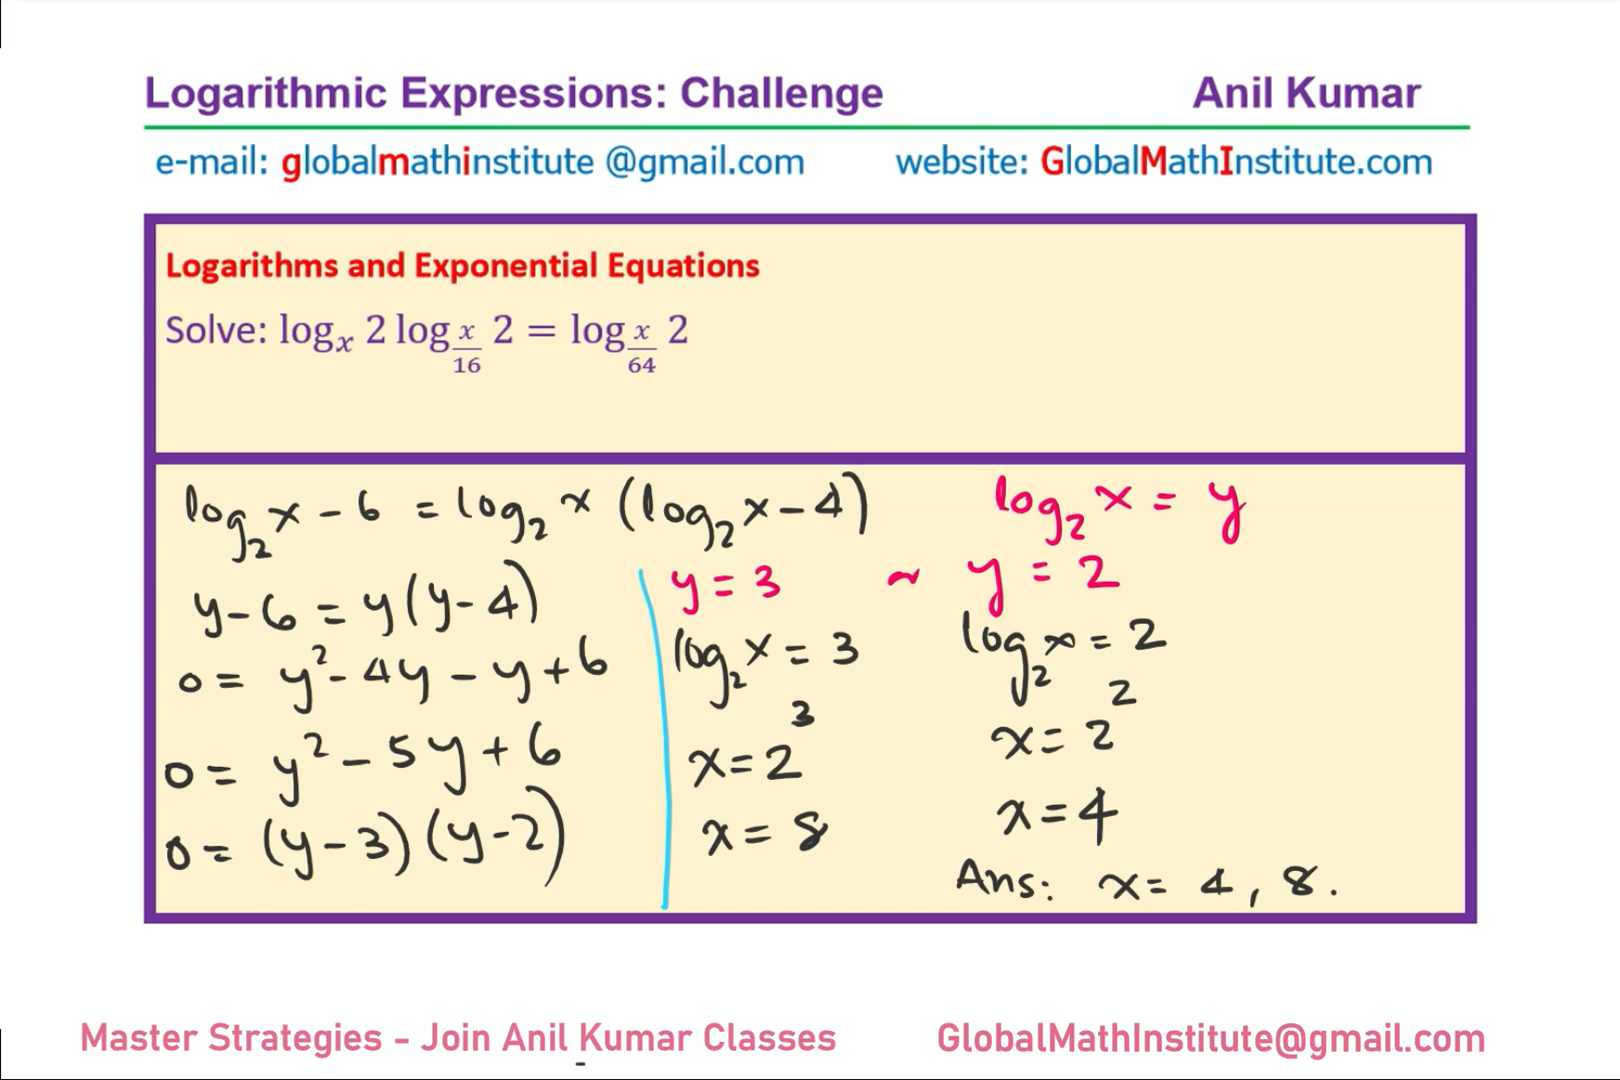 Logarithmic Expressions: Challenge Anil Kumar
e-mail: globalmathinstitute @gmail.com website: GlobalMathInstitute.com
Logarithms and Exponential Equations
Solve: logₓ 2 log_(x/16) 2 = log_(x/64) 2
log₂x - 6 = log₂x (log₂x - 4)
y - 6 = y(y - 4)
0 = y² - 4y - y + 6
0 = y² - 5y + 6
0 = (y - 3)(y - 2)
log₂x = y
y = 3 ~ y = 2
log₂x = 3
x = 2³
x = 8
log₂x = 2
x = 2²
x = 4
Ans: x = 4, 8.
Master Strategies - Join Anil Kumar Classes GlobalMathInstitute@gmail.com